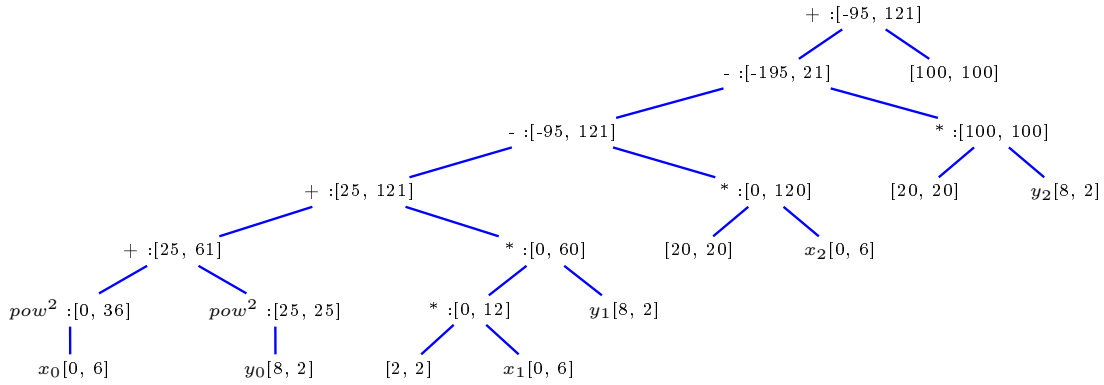 + :[-95, 121]
- :[-195, 21] [100, 100]
- :[-95, 121] * :[100, 100]
+ :[25, 121] * :[0, 120] [20, 20] y₂[8, 2]
+ :[25, 61] * :[0, 60] [20, 20] x₂[0, 6]
pow² :[0, 36] pow² :[25, 25] * :[0, 12] y₁[8, 2]
x₀[0, 6] y₀[8, 2] [2, 2] x₁[0, 6]